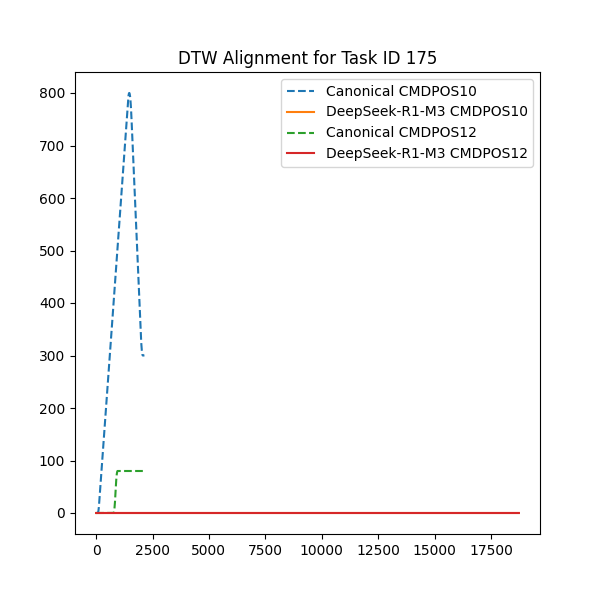 DTW Alignment for Task ID 175
Canonical CMDPOS10
DeepSeek-R1-M3 CMDPOS10
Canonical CMDPOS12
DeepSeek-R1-M3 CMDPOS12
800
700
600
500
400
300
200
100
0
0 2500 5000 7500 10000 12500 15000 17500